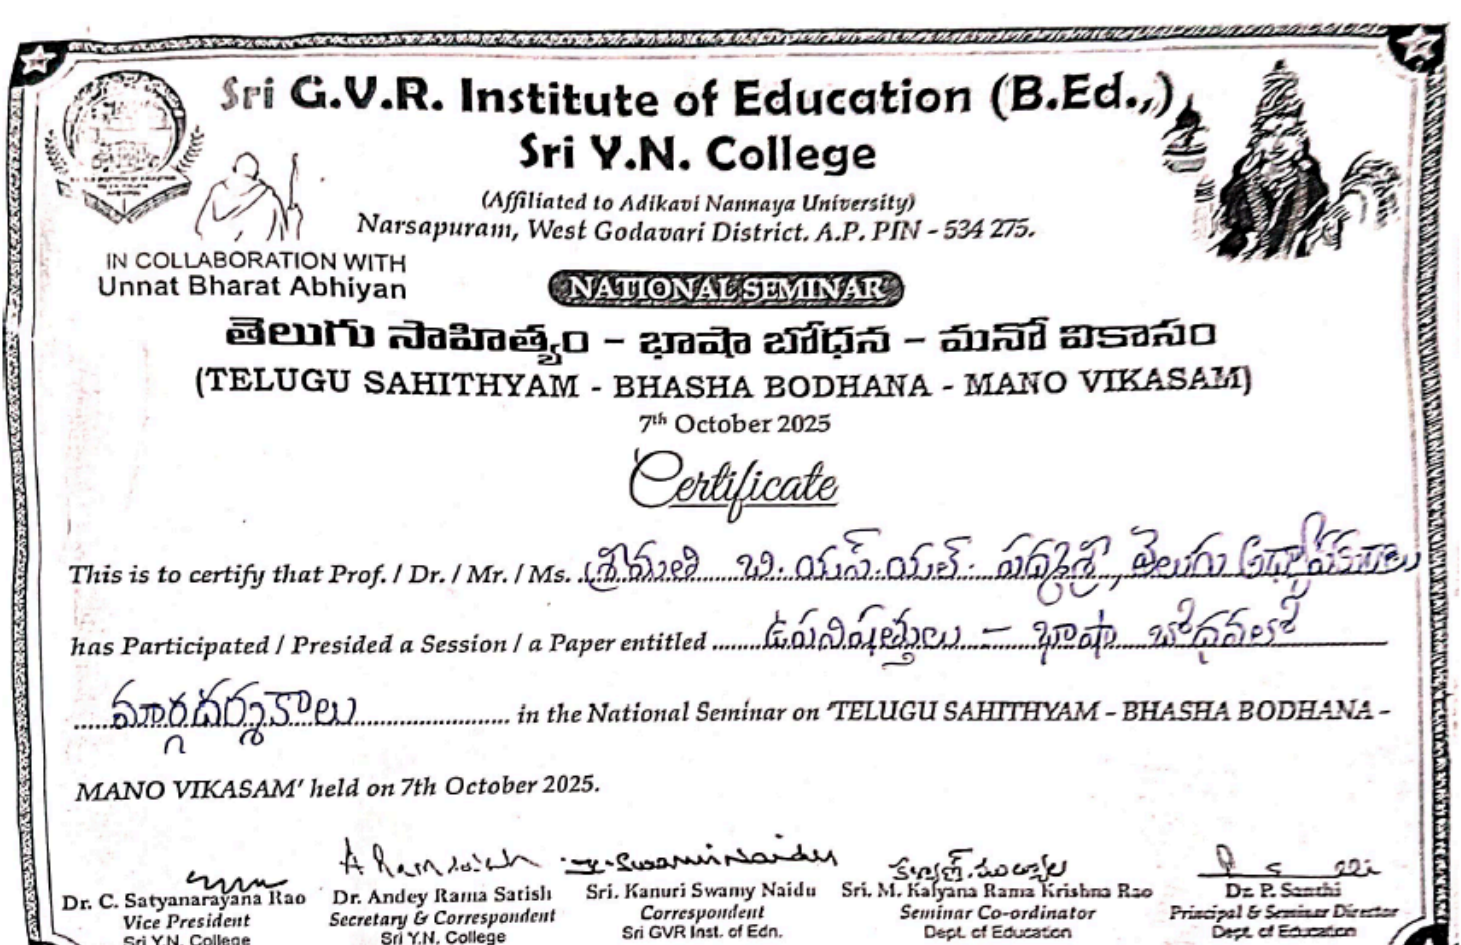 Sri G.V.R. Institute of Education (B.Ed.,)
Sri Y.N. College
(Affiliated to Adikavi Nannaya University)
Narsapuram, West Godavari District. A.P. PIN - 534 275.
IN COLLABORATION WITH
Unnat Bharat Abhiyan
NATIONAL SEMINAR
తెలుగు సాహిత్యం - భాషా బోధన - మనో వికాసం
(TELUGU SAHITHYAM - BHASHA BODHANA - MANO VIKASAM)
7th October 2025
Certificate
This is to certify that Prof. / Dr. / Mr. / Ms. శ్రీమతి బి.యస్.యల్. పద్మశ్రీ, తెలుగు
has Participated / Presided a Session / a Paper entitled ఉపనిషత్తులు - భాషా బోధనలో
మార్గదర్శకాలు in the National Seminar on 'TELUGU SAHITHYAM - BHASHA BODHANA -
MANO VIKASAM' held on 7th October 2025.
A Ram Satish K. Swami Naidu
Dr. C. Satyanarayana Rao Dr. Andey Rama Satish Sri. Kanuri Swamy Naidu Sri. M. Kalyana Rama Krishna Rao Dr. P. Santhi
Vice President Secretary & Correspondent Correspondent Seminar Co-ordinator Principal & Seminar Director
Sri Y.N. College Sri Y.N. College Sri GVR Inst. of Edn. Dept. of Education Dept. of Education